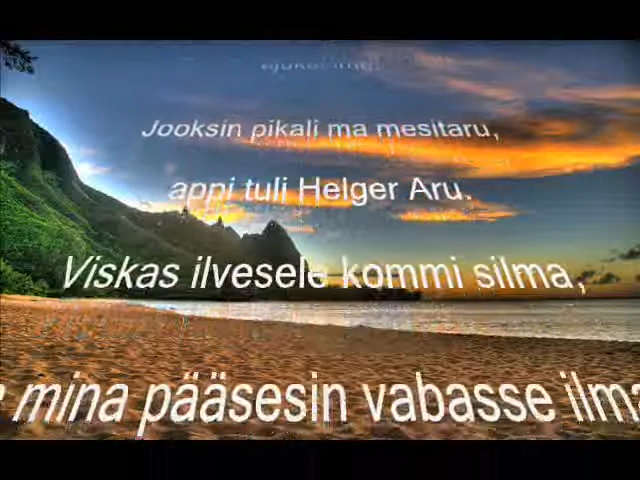 Jooksin pikali ma mesitaru,
appi tuli Helger Aru.
Viskas ilvesele kommi silma,
mina pääsesin vabasse ilma